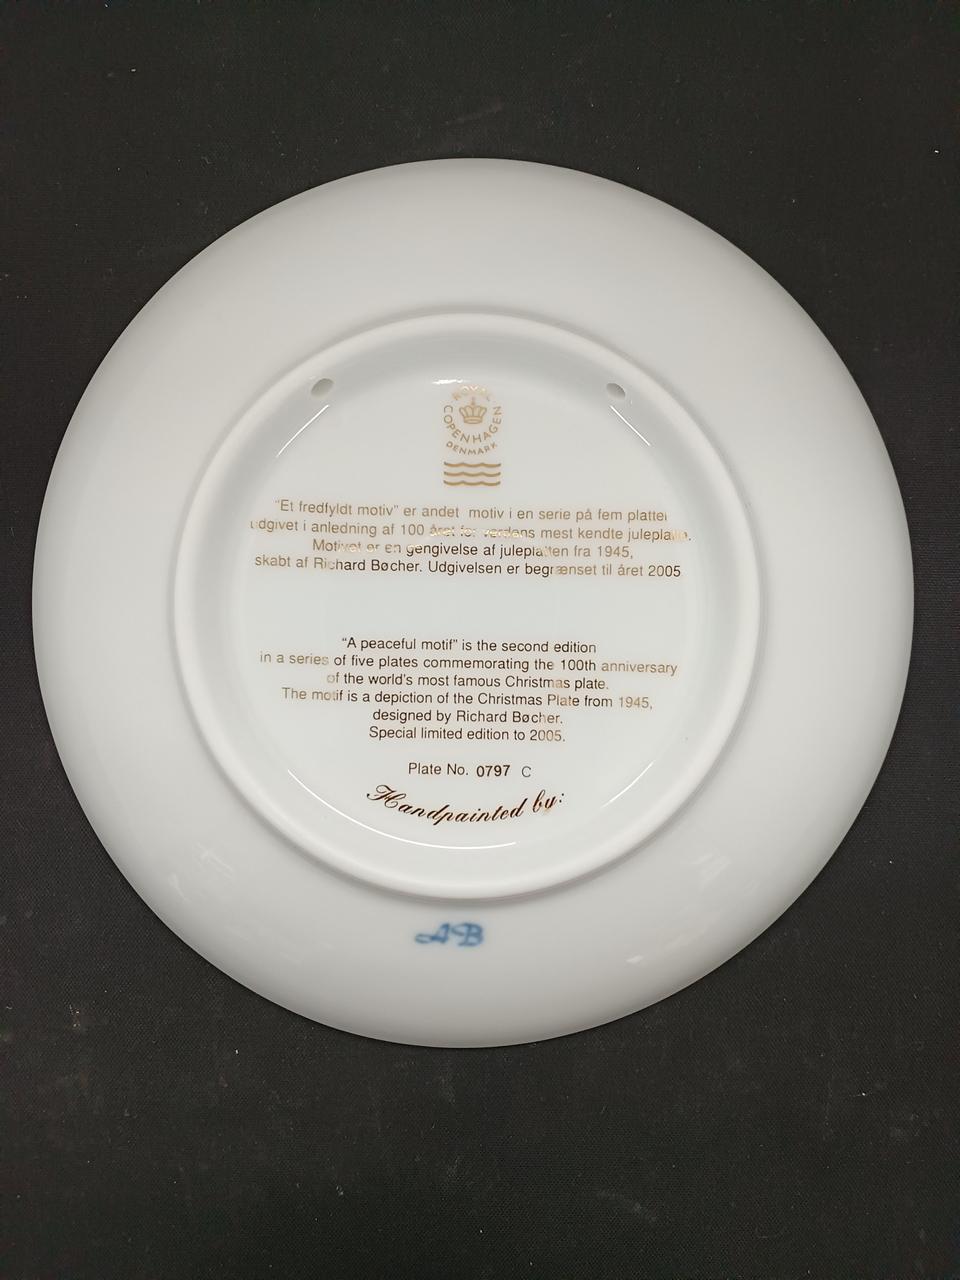 ROYAL
COPENHAGEN
DENMARK
"Et fredfyldt motiv" er andet motiv i en serie på fem platter
udgivet i anledning af 100 året for verdens mest kendte juleplatte.
Motivet er en gengivelse af juleplatten fra 1945,
skabt af Richard Bøcher. Udgivelsen er begrænset til året 2005
"A peaceful motif" is the second edition
in a series of five plates commemorating the 100th anniversary
of the world's most famous Christmas plate.
The motif is a depiction of the Christmas Plate from 1945,
designed by Richard Bøcher.
Special limited edition to 2005.
Plate No. 0797 C
Handpainted by:
AB